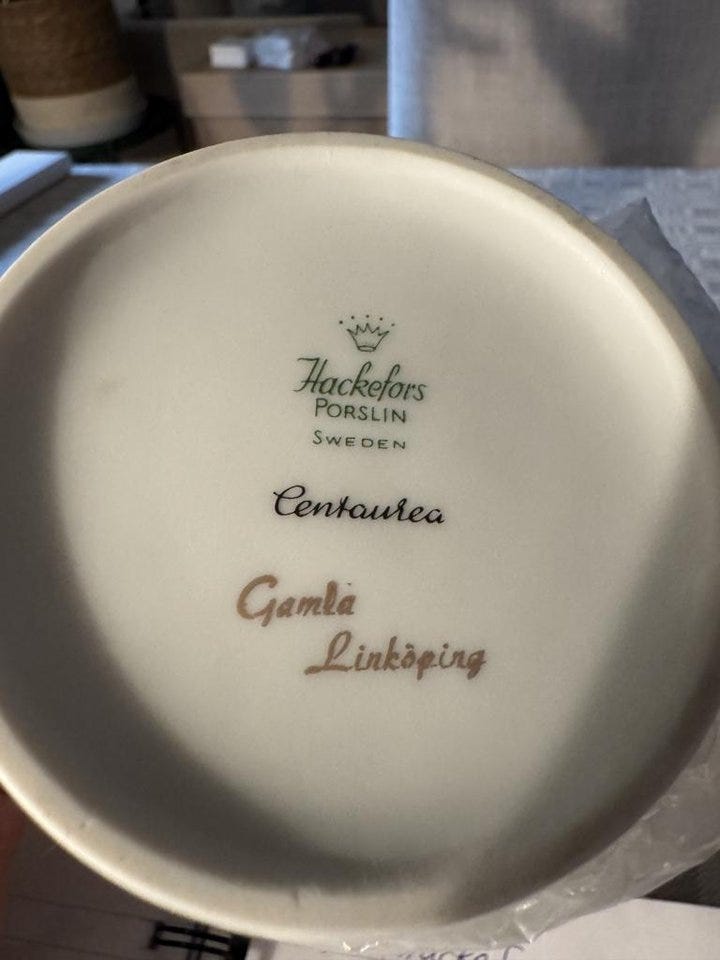 Hackefors
PORSLIN
SWEDEN
Centaurea
Gamla
Linköping